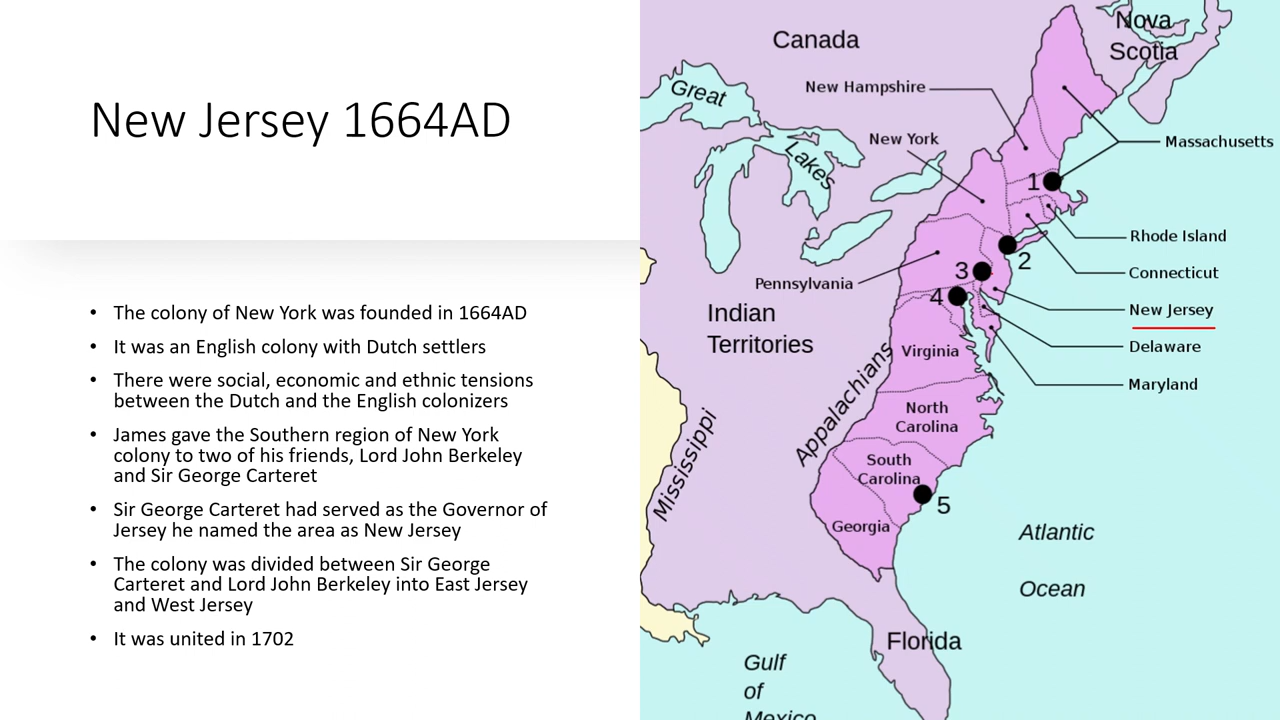 New Jersey 1664AD
• The colony of New York was founded in 1664AD
• It was an English colony with Dutch settlers
• There were social, economic and ethnic tensions
between the Dutch and the English colonizers
• James gave the Southern region of New York
colony to two of his friends, Lord John Berkeley
and Sir George Carteret
• Sir George Carteret had served as the Governor of
Jersey he named the area as New Jersey
• The colony was divided between Sir George
Carteret and Lord John Berkeley into East Jersey
and West Jersey
• It was united in 1702
Nova
Scotia
Canada
New Hampshire
Great
Lakes
New York
Massachusetts
1
Rhode Island
2
Connecticut
3
Pennsylvania
4
New Jersey
Indian
Territories
Delaware
Virginia
Maryland
Appalachians
Mississippi
North
Carolina
South
Carolina
5
Georgia
Atlantic
Ocean
Florida
Gulf
of
Mexico